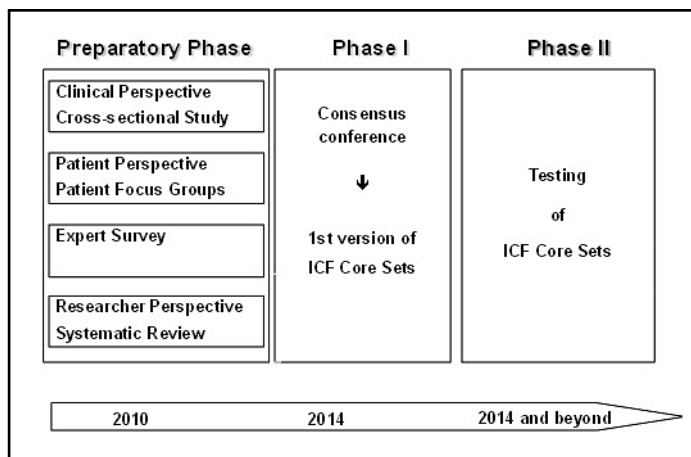 Preparatory Phase
Clinical Perspective
Cross-sectional Study
Patient Perspective
Patient Focus Groups
Expert Survey
Researcher Perspective
Systematic Review
Phase I
Consensus
conference
1st version of
ICF Core Sets
Phase II
Testing
of
ICF Core Sets
2010
2014
2014 and beyond